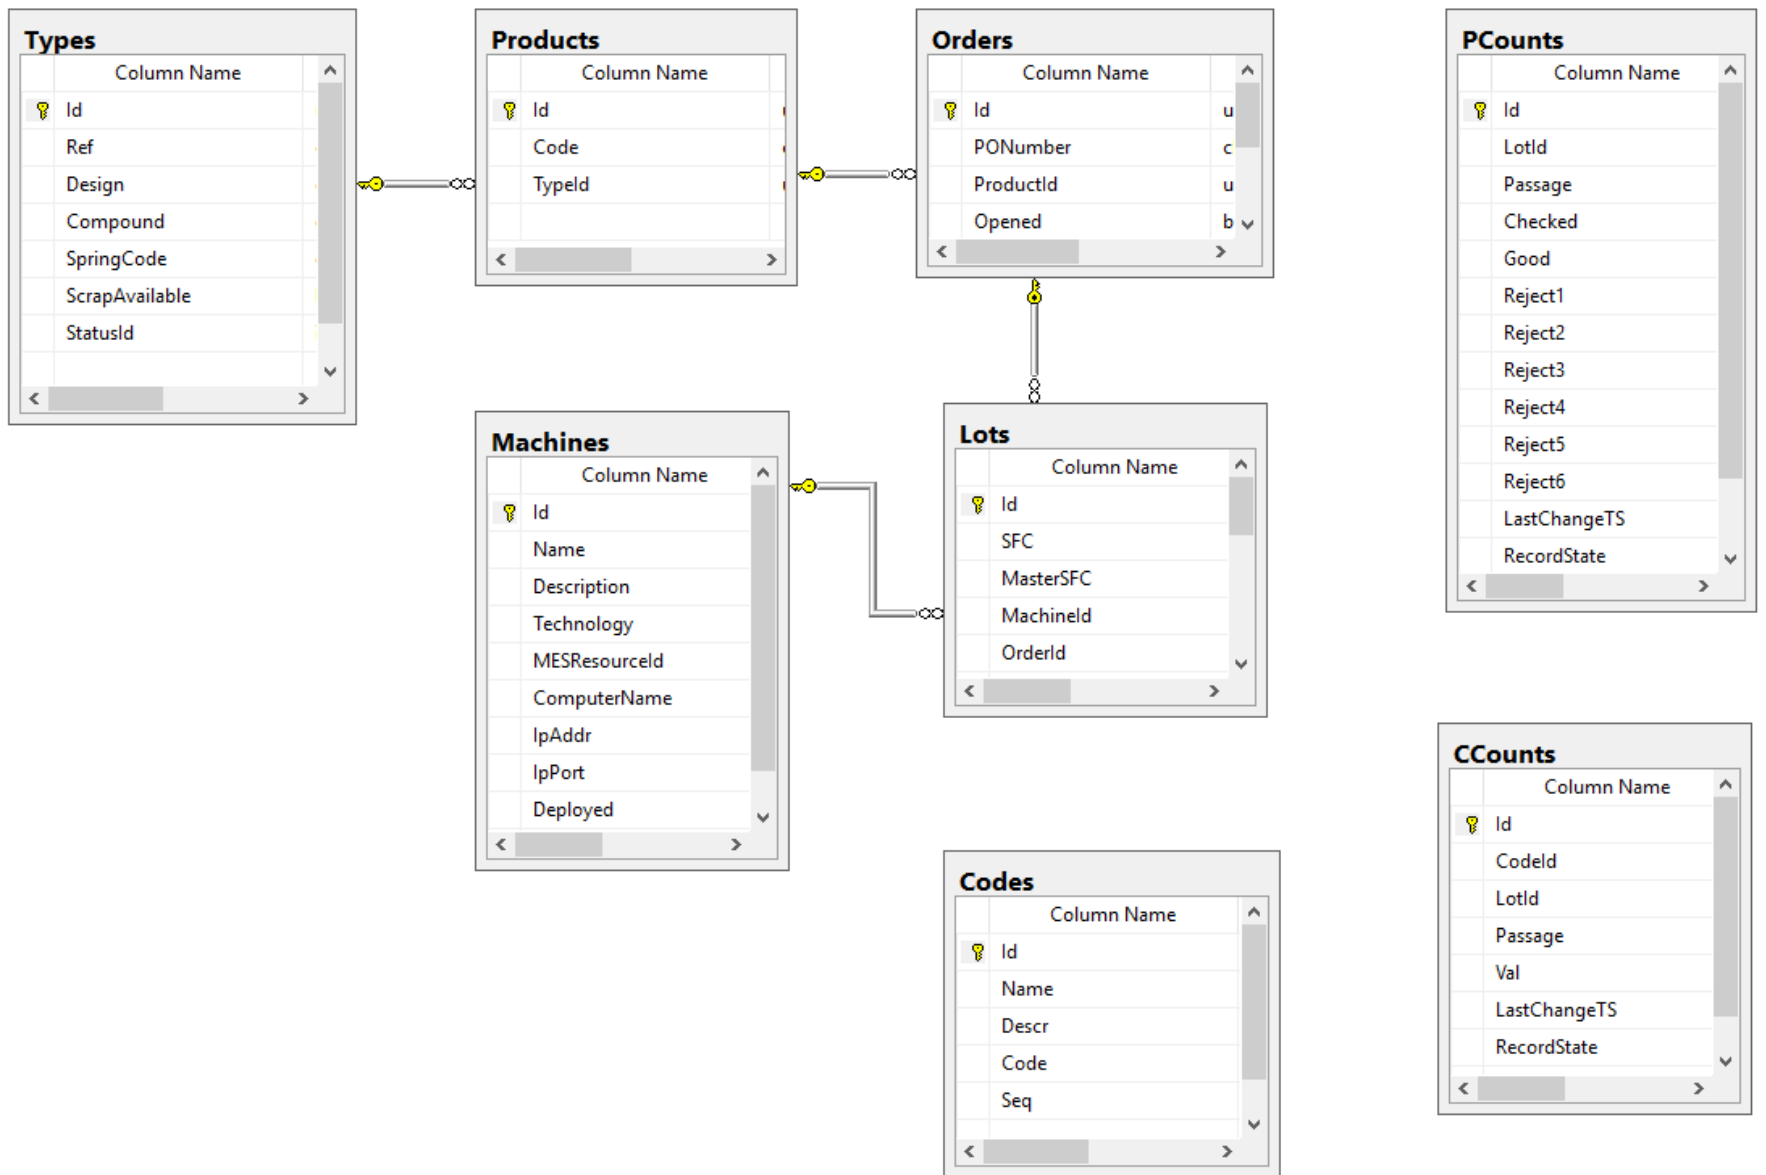 Types
Column Name
Id
Ref
Design
Compound
SpringCode
ScrapAvailable
StatusId
Products
Column Name
Id
Code
TypeId
Orders
Column Name
Id
PONumber
ProductId
Opened
PCounts
Column Name
Id
LotId
Passage
Checked
Good
Reject1
Reject2
Reject3
Reject4
Reject5
Reject6
LastChangeTS
RecordState
Machines
Column Name
Id
Name
Description
Technology
MESResourceId
ComputerName
IpAddr
IpPort
Deployed
Lots
Column Name
Id
SFC
MasterSFC
MachineId
OrderId
Codes
Column Name
Id
Name
Descr
Code
Seq
CCounts
Column Name
Id
CodeId
LotId
Passage
Val
LastChangeTS
RecordState